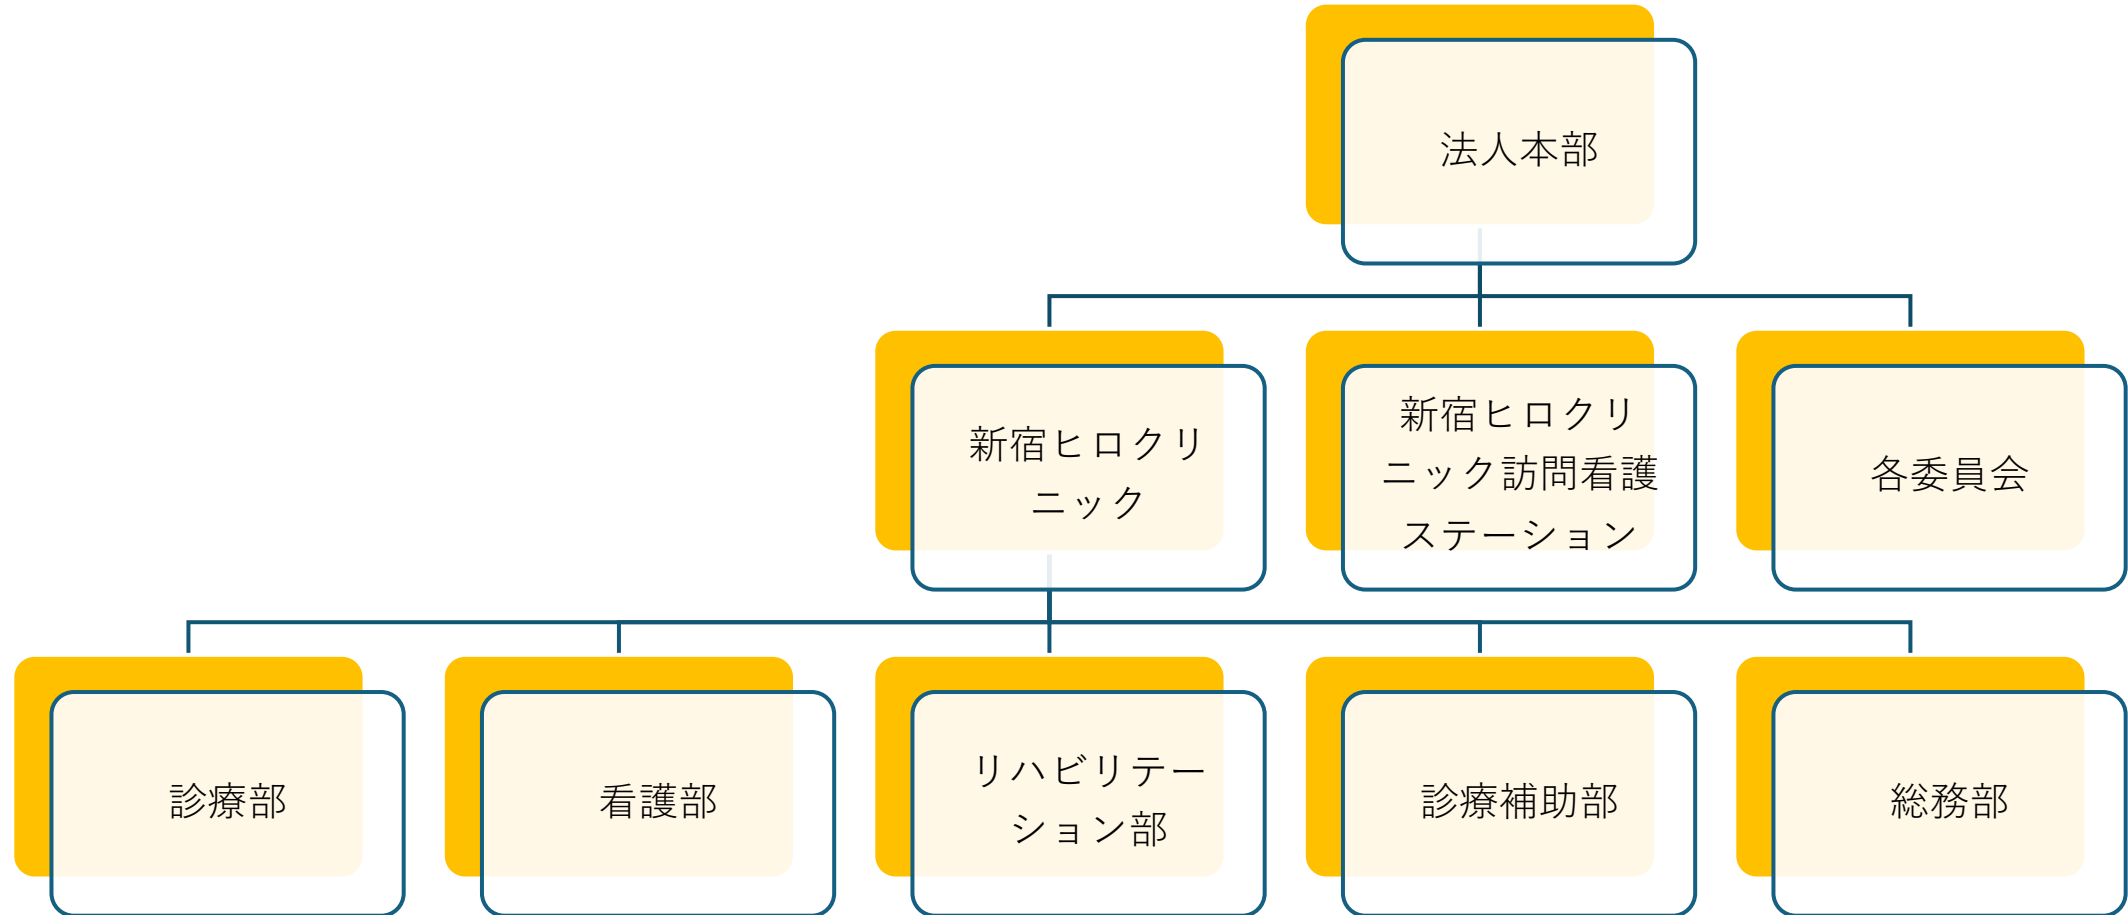 法人本部
新宿ヒロクリ
ニック
新宿ヒロクリ
ニック訪問看護
ステーション
各委員会
診療部
看護部
リハビリテー
ション部
診療補助部
総務部